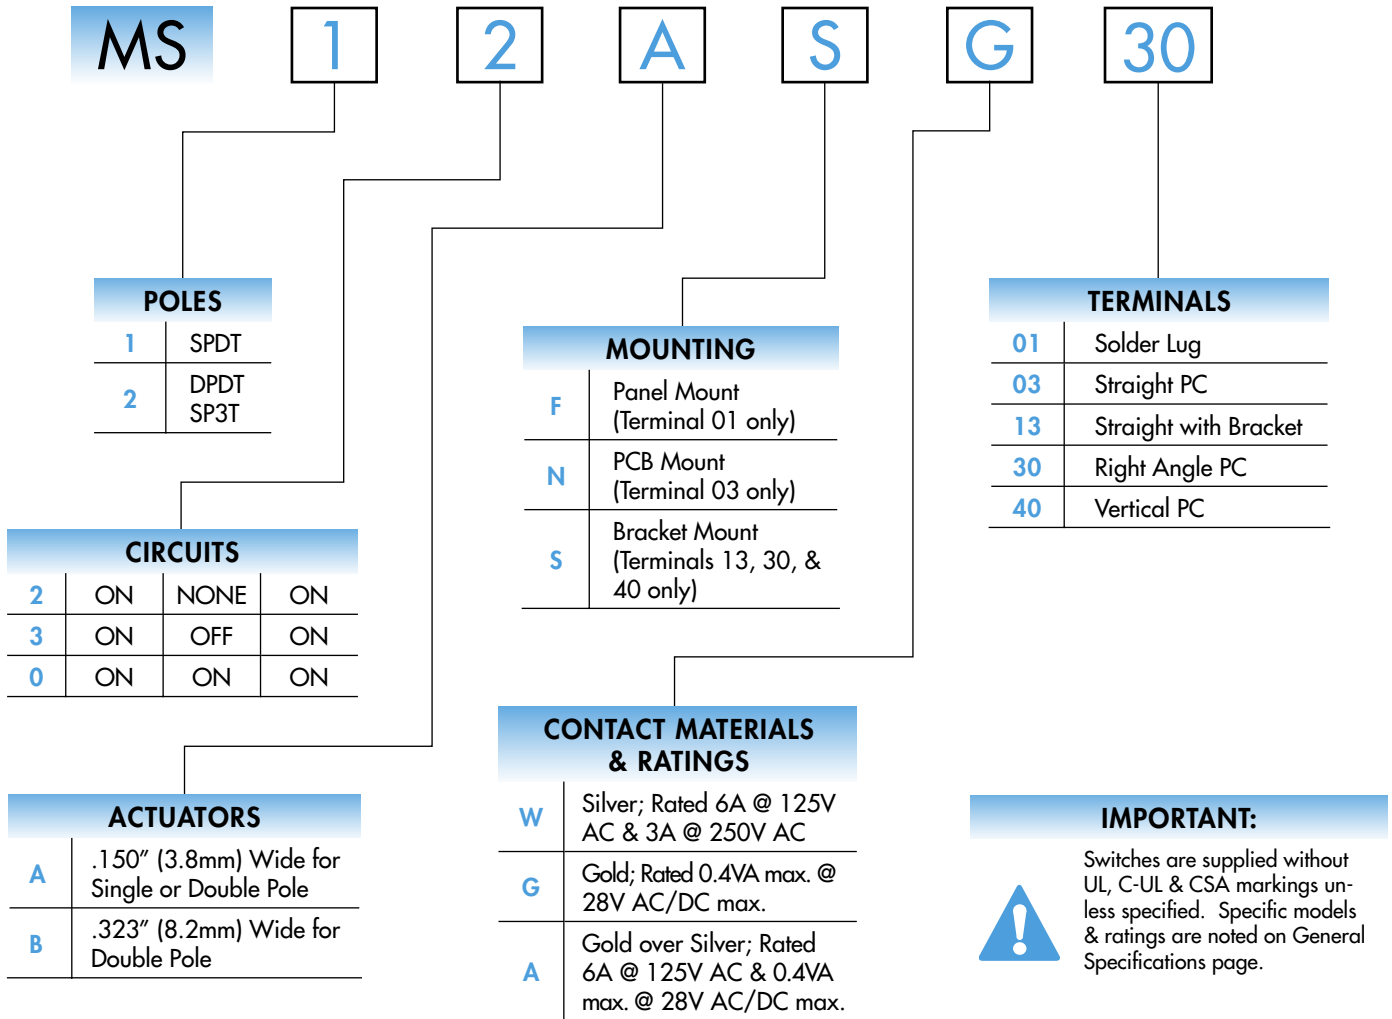 MS 1 2 A S G 30
POLES
1 SPDT
2 DPDT
SP3T
CIRCUITS
2 ON NONE ON
3 ON OFF ON
0 ON ON ON
ACTUATORS
A .150” (3.8mm) Wide for
Single or Double Pole
B .323” (8.2mm) Wide for
Double Pole
MOUNTING
F Panel Mount
(Terminal 01 only)
N PCB Mount
(Terminal 03 only)
S Bracket Mount
(Terminals 13, 30, &
40 only)
CONTACT MATERIALS
& RATINGS
W Silver; Rated 6A @ 125V
AC & 3A @ 250V AC
G Gold; Rated 0.4VA max. @
28V AC/DC max.
A Gold over Silver; Rated
6A @ 125V AC & 0.4VA
max. @ 28V AC/DC max.
TERMINALS
01 Solder Lug
03 Straight PC
13 Straight with Bracket
30 Right Angle PC
40 Vertical PC
IMPORTANT:
Switches are supplied without
UL, C-UL & CSA markings un-
less specified. Specific models
& ratings are noted on General
Specifications page.